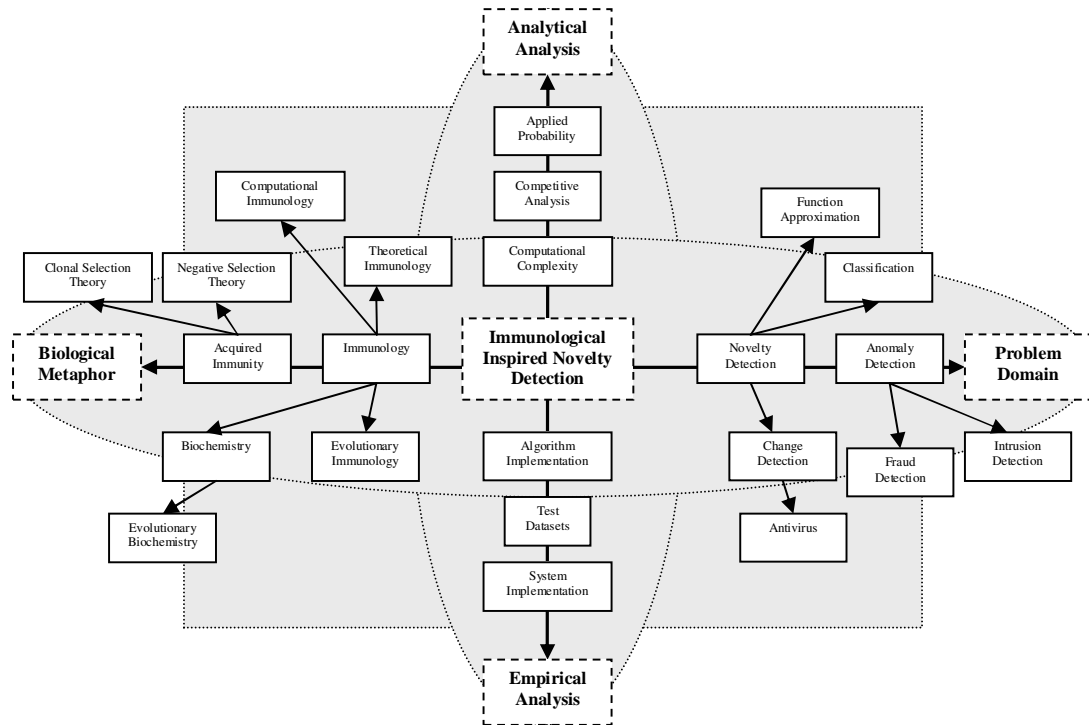 Analytical
Analysis
Applied
Probability
Computational
Immunology
Competitive
Analysis
Function
Approximation
Theoretical
Immunology
Computational
Complexity
Clonal Selection
Theory
Negative Selection
Theory
Classification
Biological
Metaphor
Acquired
Immunity
Immunology
Immunological
Inspired Novelty
Detection
Novelty
Detection
Anomaly
Detection
Problem
Domain
Biochemistry
Evolutionary
Immunology
Algorithm
Implementation
Change
Detection
Fraud
Detection
Intrusion
Detection
Evolutionary
Biochemistry
Test
Datasets
Antivirus
System
Implementation
Empirical
Analysis